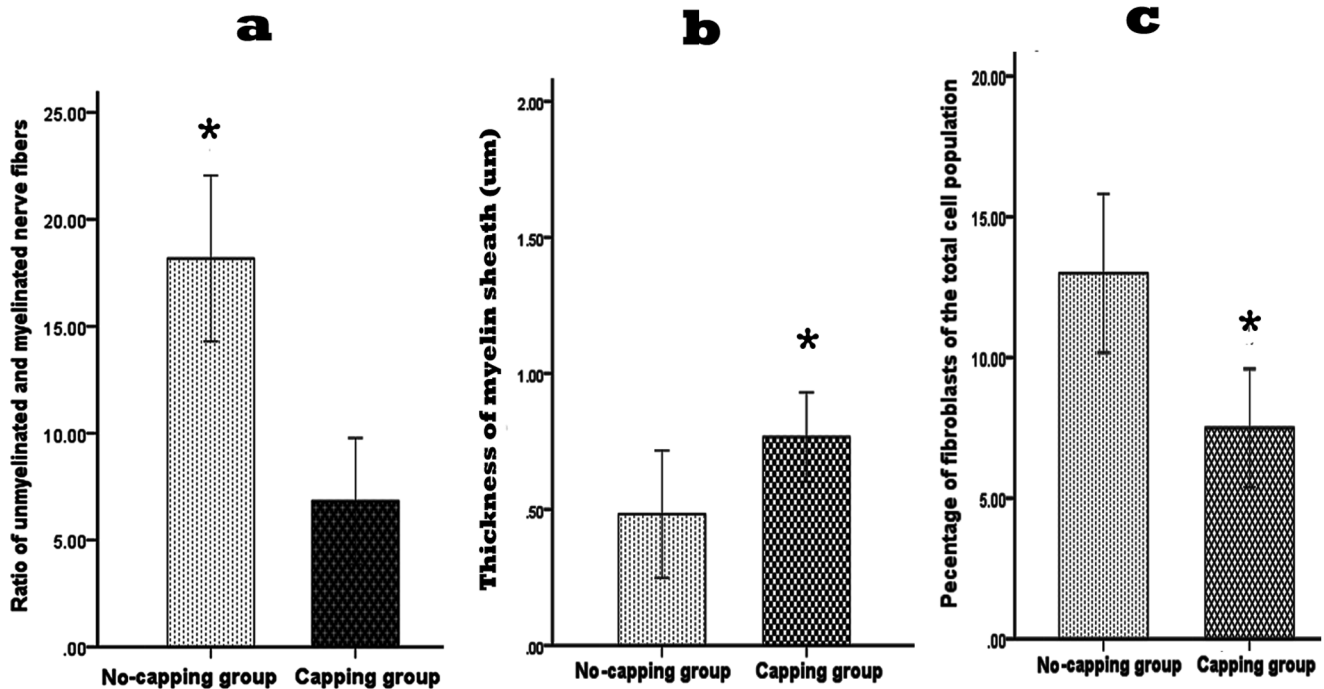 a
Ratio of unmyelinated and myelinated nerve fibers
25.00
20.00
15.00
10.00
5.00
.00
*
No-capping group
Capping group
b
Thickness of myelin sheath (um)
2.00
1.50
1.00
.50
.00
*
No-capping group
Capping group
c
Pecentage of fibroblasts of the total cell population
20.00
15.00
10.00
5.00
.00
*
No-capping group
Capping group